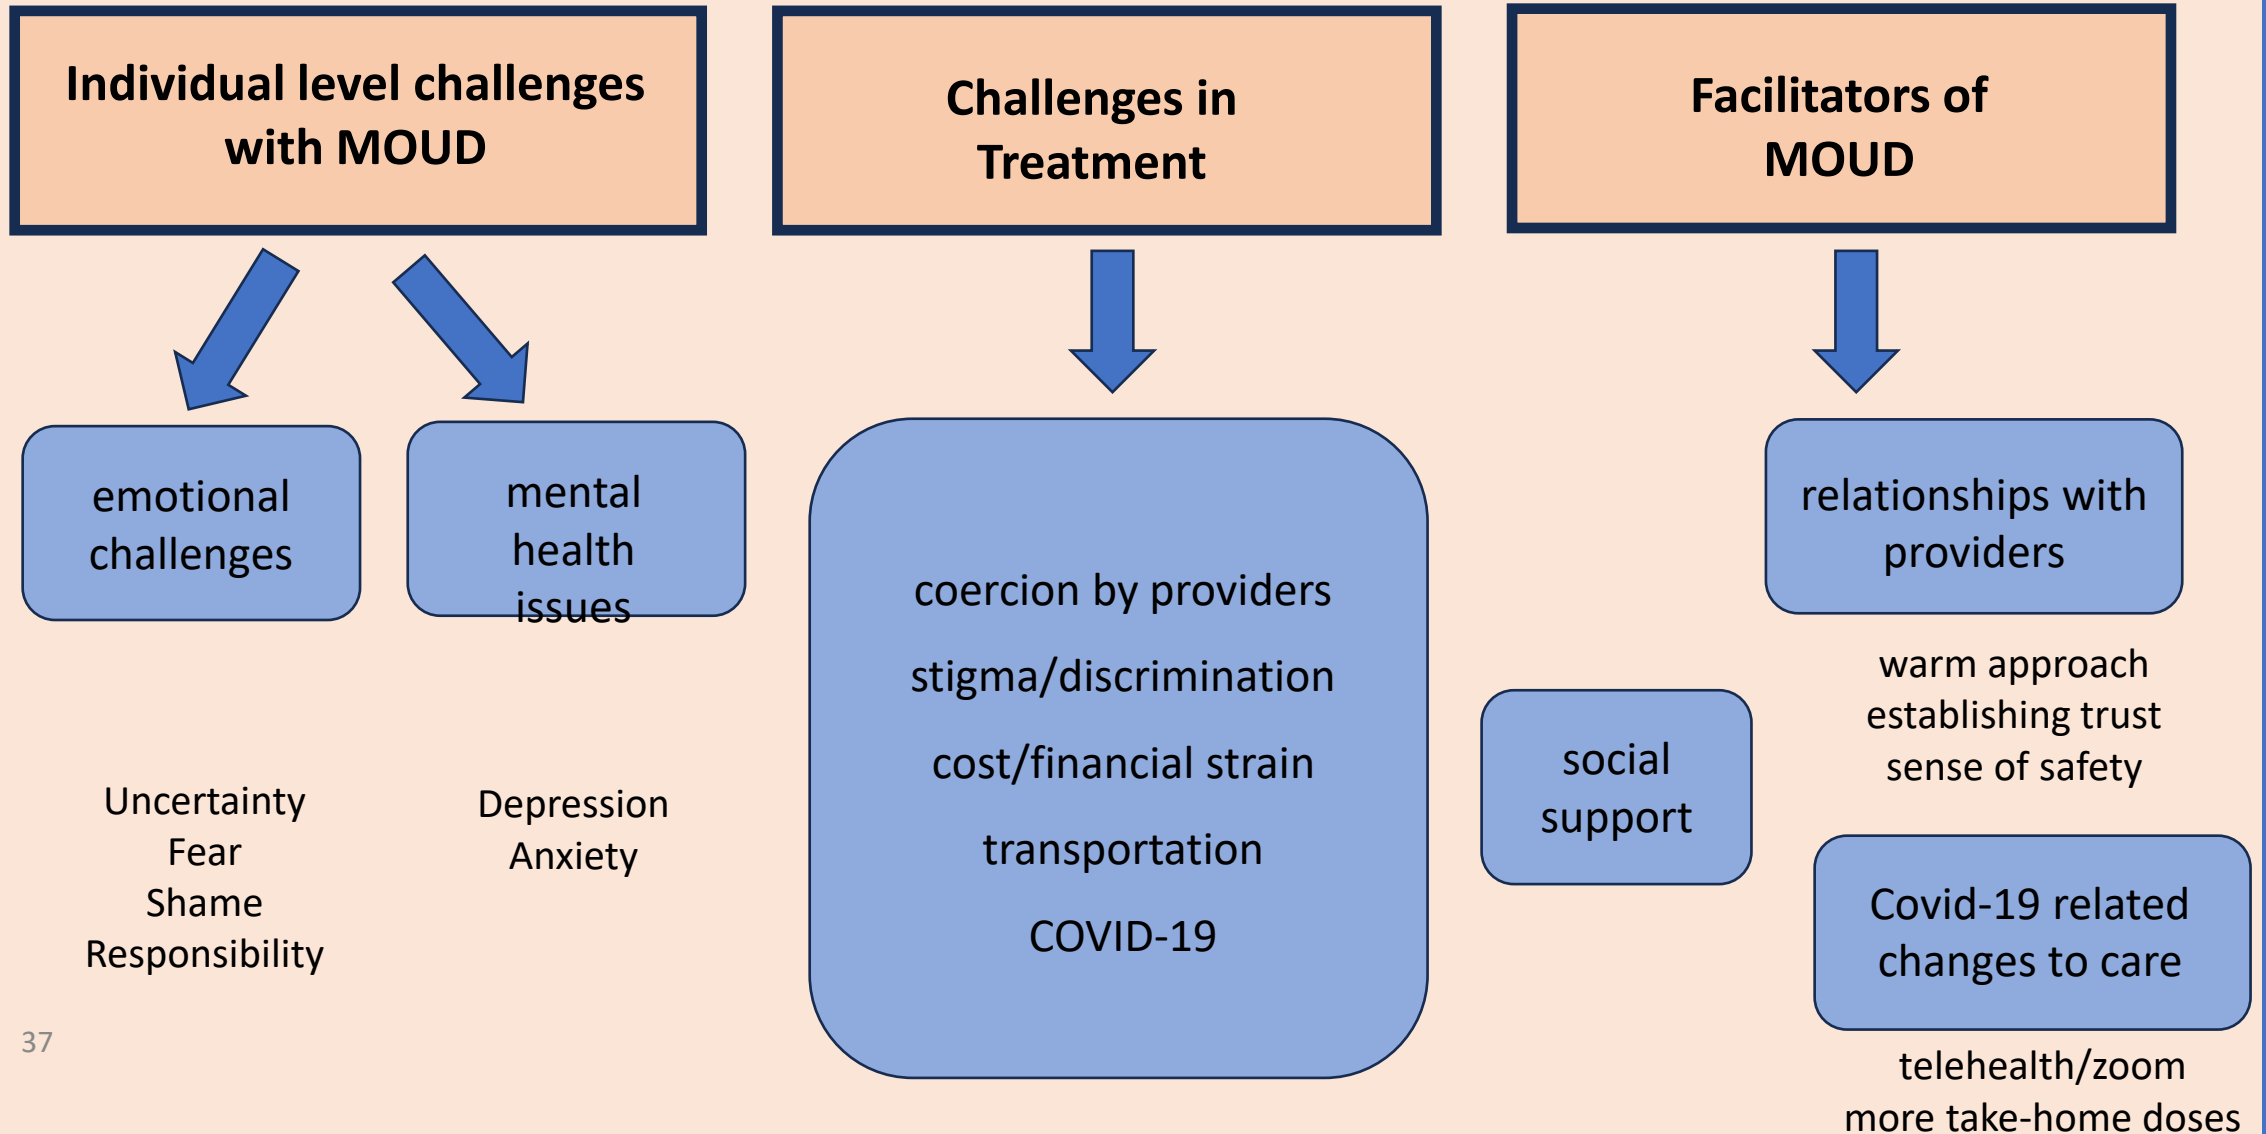 Individual level challenges
with MOUD
emotional
challenges
Uncertainty
Fear
Shame
Responsibility
mental
health
issues
Depression
Anxiety
Challenges in
Treatment
coercion by providers
stigma/discrimination
cost/financial strain
transportation
COVID-19
Facilitators of
MOUD
relationships with
providers
warm approach
establishing trust
sense of safety
social
support
Covid-19 related
changes to care
telehealth/zoom
more take-home doses
37